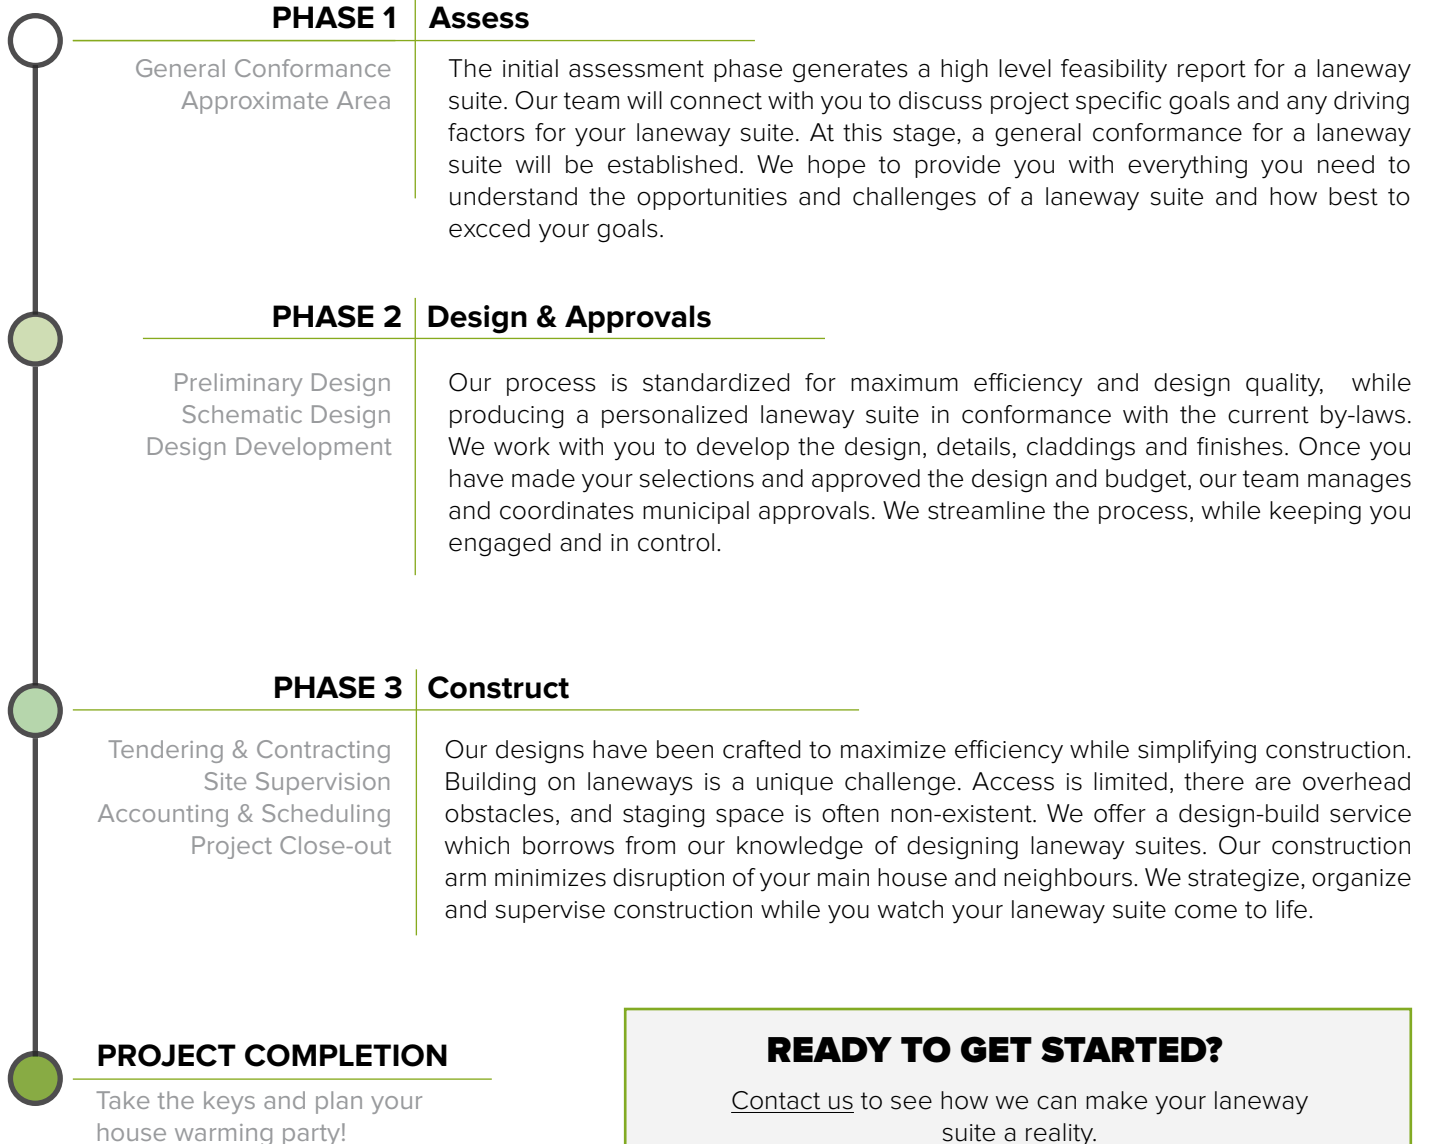 PHASE 1 Assess
General Conformance
Approximate Area
The initial assessment phase generates a high level feasibility report for a laneway
suite. Our team will connect with you to discuss project specific goals and any driving
factors for your laneway suite. At this stage, a general conformance for a laneway
suite will be established. We hope to provide you with everything you need to
understand the opportunities and challenges of a laneway suite and how best to
excced your goals.
PHASE 2 Design & Approvals
Preliminary Design
Schematic Design
Design Development
Our process is standardized for maximum efficiency and design quality, while
producing a personalized laneway suite in conformance with the current by-laws.
We work with you to develop the design, details, claddings and finishes. Once you
have made your selections and approved the design and budget, our team manages
and coordinates municipal approvals. We streamline the process, while keeping you
engaged and in control.
PHASE 3 Construct
Tendering & Contracting
Site Supervision
Accounting & Scheduling
Project Close-out
Our designs have been crafted to maximize efficiency while simplifying construction.
Building on laneways is a unique challenge. Access is limited, there are overhead
obstacles, and staging space is often non-existent. We offer a design-build service
which borrows from our knowledge of designing laneway suites. Our construction
arm minimizes disruption of your main house and neighbours. We strategize, organize
and supervise construction while you watch your laneway suite come to life.
PROJECT COMPLETION
Take the keys and plan your
house warming party!
READY TO GET STARTED?
Contact us to see how we can make your laneway
suite a reality.